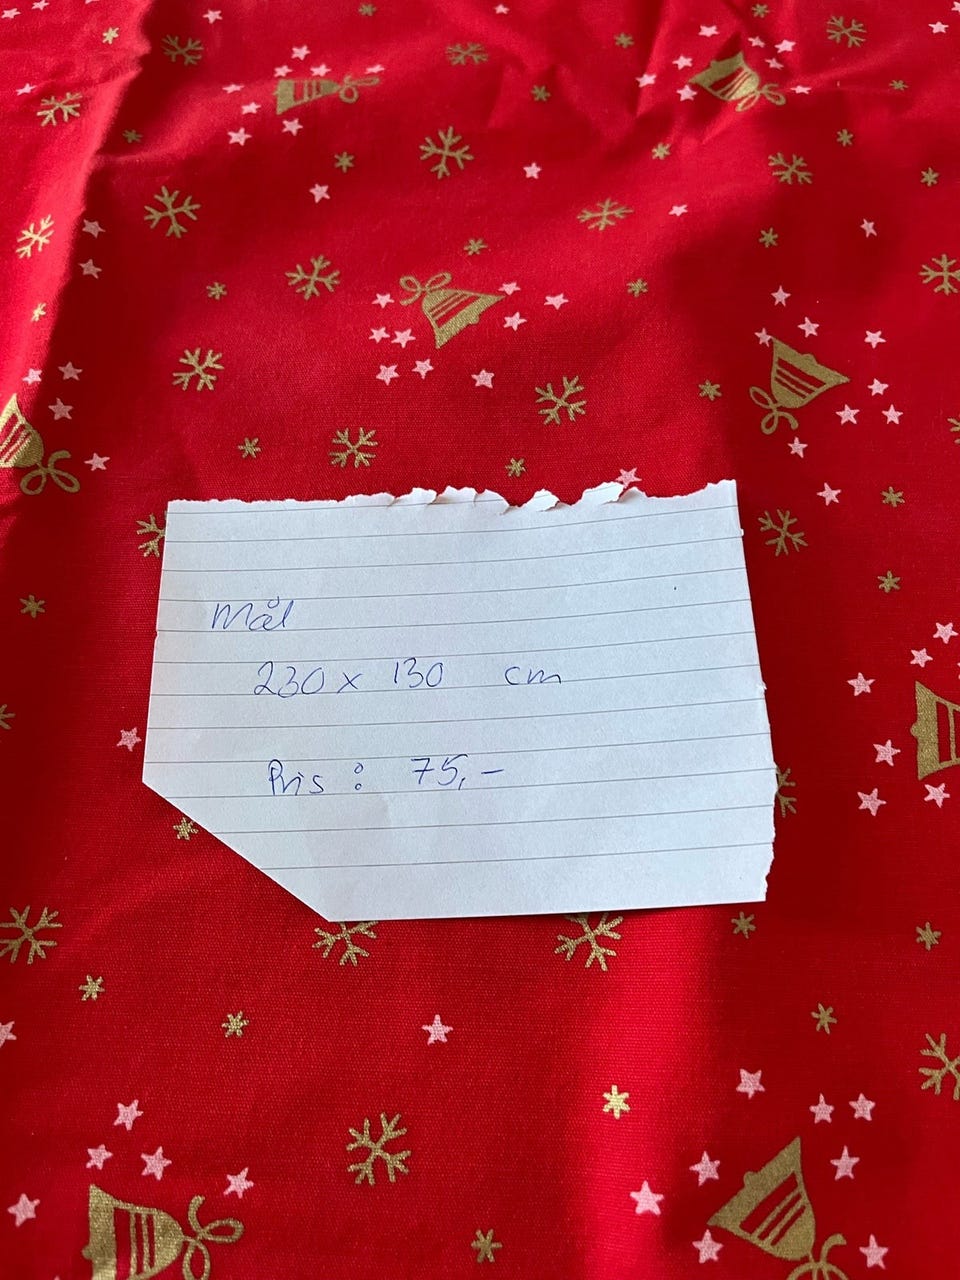 Mål
230 x 130 cm
Pris : 75,-